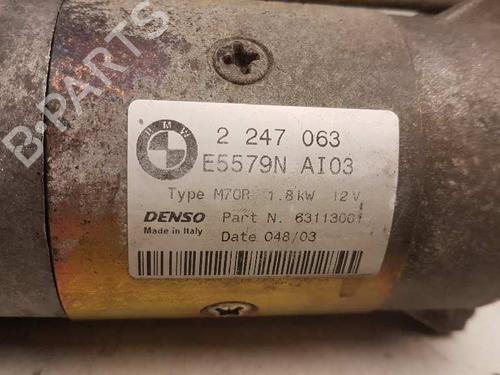 B-PARTS
BMW
2 247 063
E5579N AI03
Type M70R 1.8kW 12V
DENSO Part N. 63113001
Made in Italy
Date 048/03